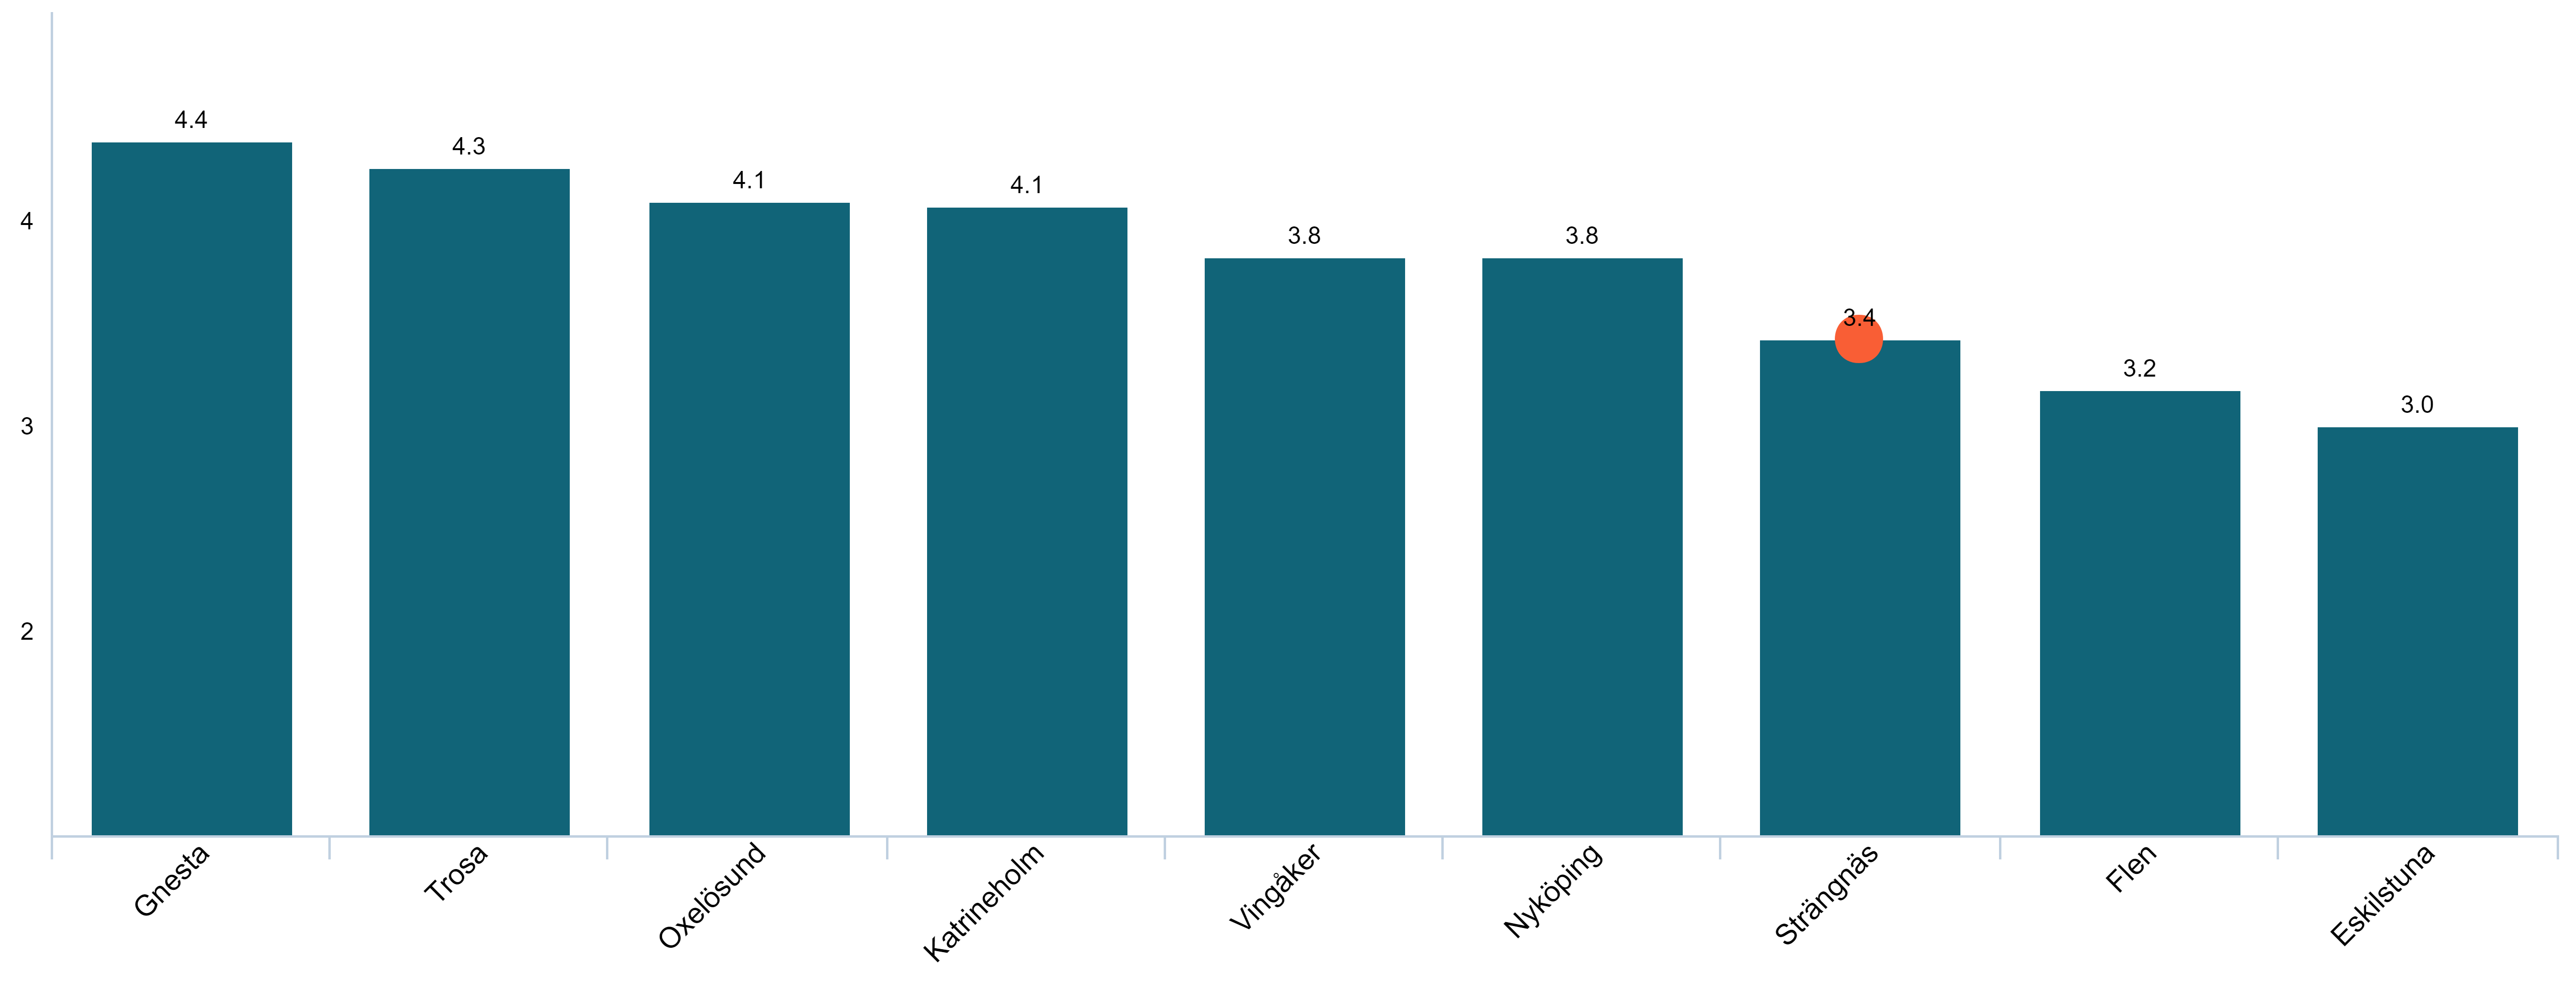 4.4
4.3
4.1
4.1
3.8
3.8
3.4
3.2
3.0
4
3
2
Gnesta
Trosa
Oxelösund
Katrineholm
Vingåker
Nyköping
Strängnäs
Flen
Eskilstuna